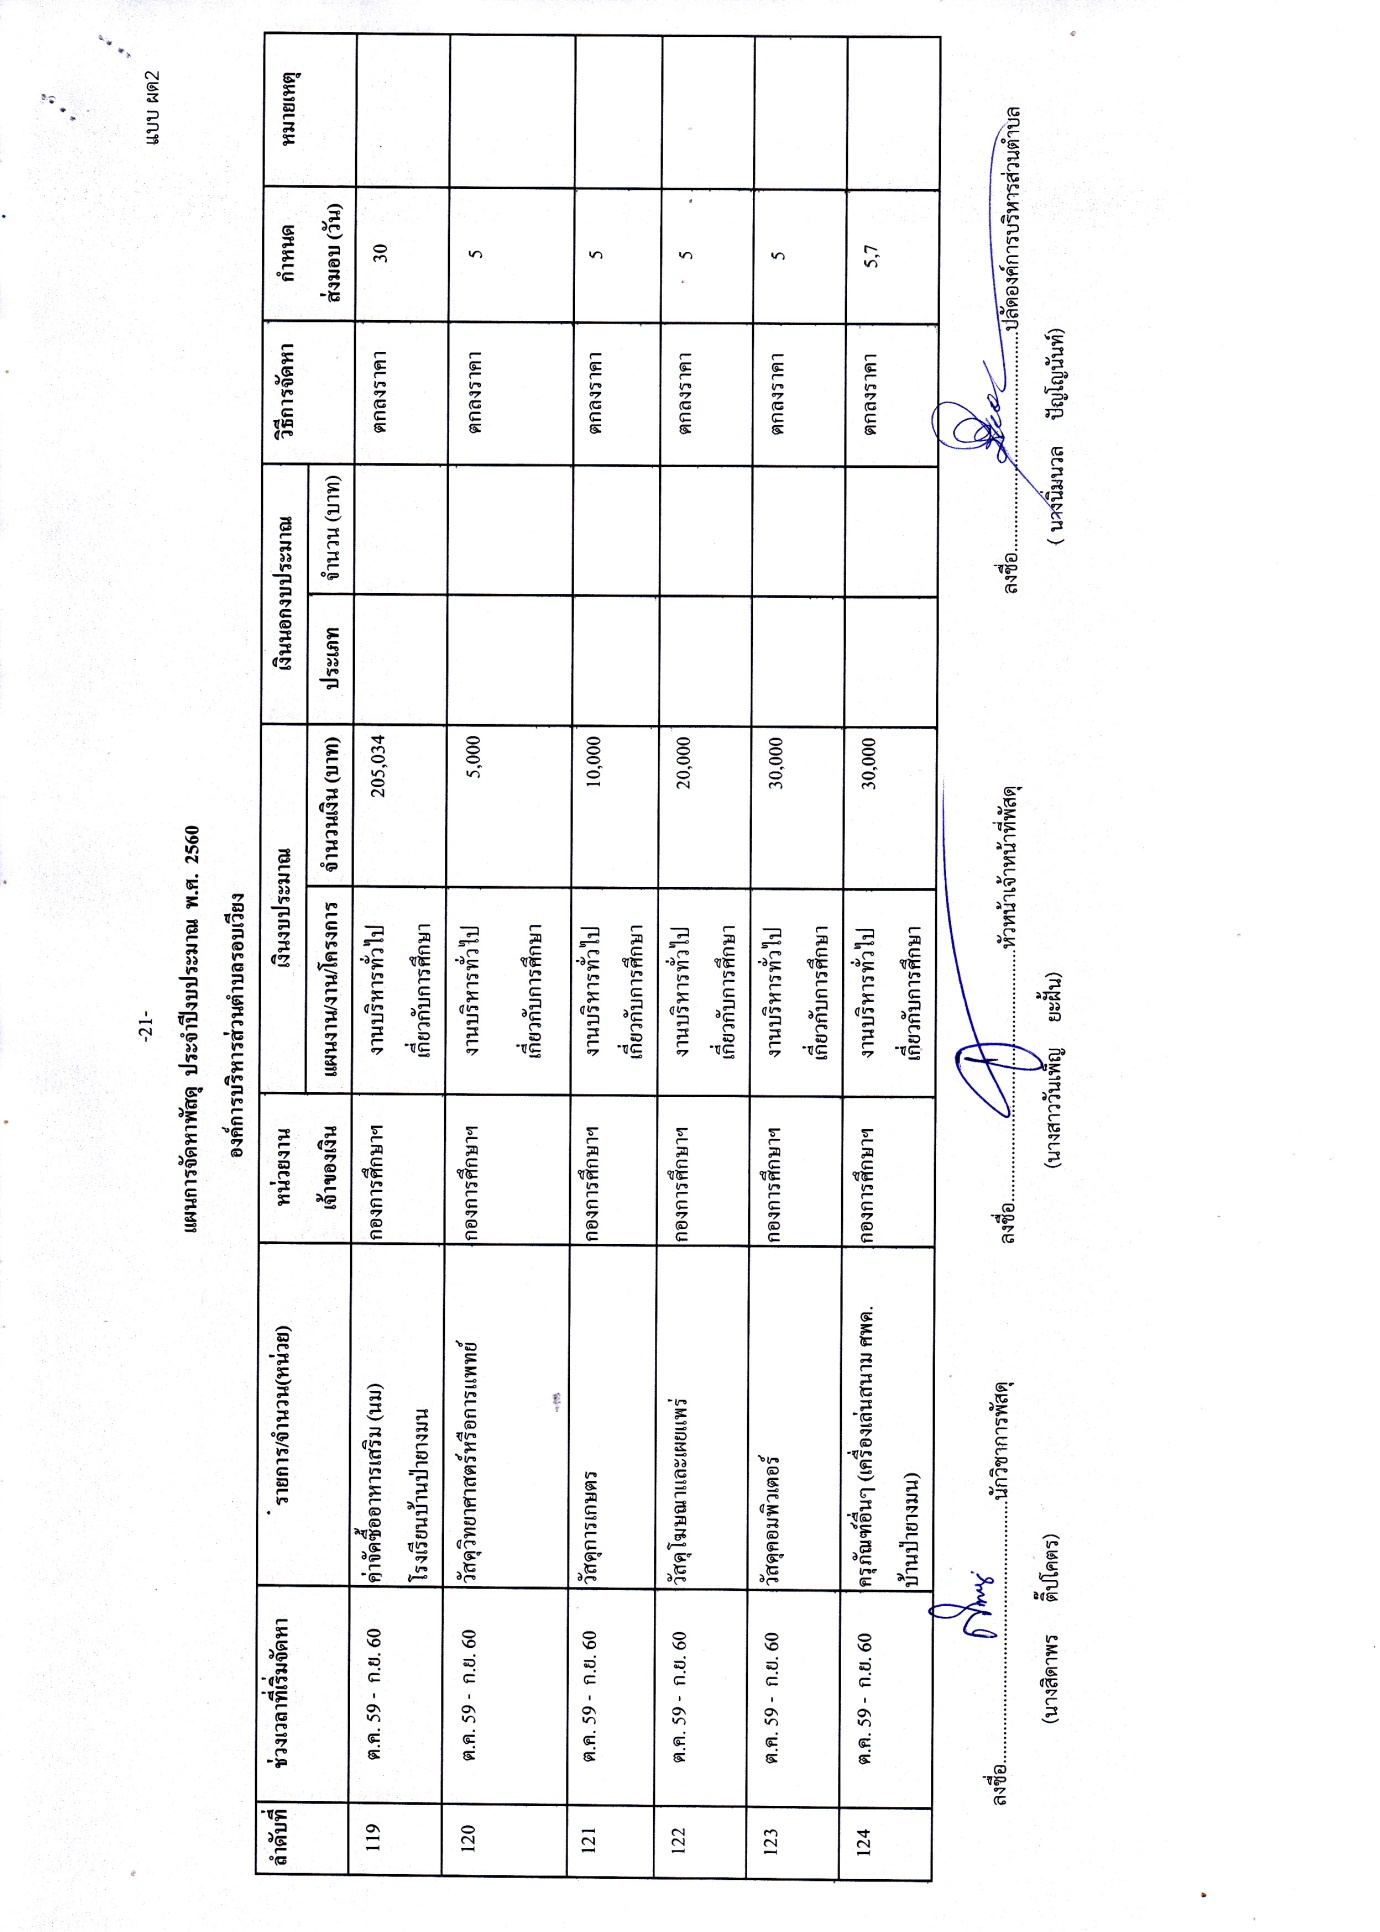 แบบ ผด2
-21-
แผนการจัดหาพัสดุ ประจำปีงบประมาณ พ.ศ. 2560
องค์การบริหารส่วนตำบลรอบเวียง
ลำดับที่ ช่วงเวลาที่เริ่มจัดหา รายการ/จำนวน(หน่วย) หน่วยงาน เงินงบประมาณ เงินนอกงบประมาณ วิธีการจัดหา กำหนด หมายเหตุ
เจ้าของเงิน แผนงาน/งาน/โครงการ จำนวนเงิน (บาท) ประเภท จำนวน (บาท) ส่งมอบ (วัน)
119 ต.ค. 59 - ก.ย. 60 ค่าจัดซื้ออาหารเสริม (นม) กองการศึกษาฯ งานบริหารทั่วไป 205,034 ตกลงราคา 30
โรงเรียนบ้านป่ายางมน เกี่ยวกับการศึกษา
120 ต.ค. 59 - ก.ย. 60 วัสดุวิทยาศาสตร์หรือการแพทย์ กองการศึกษาฯ งานบริหารทั่วไป 5,000 ตกลงราคา 5
เกี่ยวกับการศึกษา
121 ต.ค. 59 - ก.ย. 60 วัสดุการเกษตร กองการศึกษาฯ งานบริหารทั่วไป 10,000 ตกลงราคา 5
เกี่ยวกับการศึกษา
122 ต.ค. 59 - ก.ย. 60 วัสดุโฆษณาและเผยแพร่ กองการศึกษาฯ งานบริหารทั่วไป 20,000 ตกลงราคา 5
เกี่ยวกับการศึกษา
123 ต.ค. 59 - ก.ย. 60 วัสดุคอมพิวเตอร์ กองการศึกษาฯ งานบริหารทั่วไป 30,000 ตกลงราคา 5
เกี่ยวกับการศึกษา
124 ต.ค. 59 - ก.ย. 60 ครุภัณฑ์อื่นๆ (เครื่องเล่นสนาม ศพด. กองการศึกษาฯ งานบริหารทั่วไป 30,000 ตกลงราคา 5,7
บ้านป่ายางมน) เกี่ยวกับการศึกษา
ลงชื่อ..............................นักวิชาการพัสดุ ลงชื่อ..............................หัวหน้าเจ้าหน้าที่พัสดุ ลงชื่อ..............................ปลัดองค์การบริหารส่วนตำบล
(นางสิดาพร ติ๊บโคตร) (นางสาววันเพ็ญ ยะฝั้น) ( นางนิ่มนวล ปัญโญนันท์)